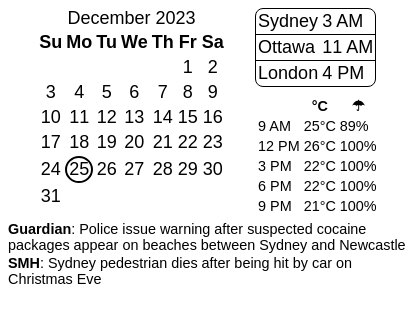 December 2023
Su Mo Tu We Th Fr Sa
1 2
3 4 5 6 7 8 9
10 11 12 13 14 15 16
17 18 19 20 21 22 23
24 25 26 27 28 29 30
31
Sydney 3 AM
Ottawa 11 AM
London 4 PM
°C ☂
9 AM 25°C 89%
12 PM 26°C 100%
3 PM 22°C 100%
6 PM 22°C 100%
9 PM 21°C 100%
Guardian: Police issue warning after suspected cocaine
packages appear on beaches between Sydney and Newcastle
SMH: Sydney pedestrian dies after being hit by car on
Christmas Eve